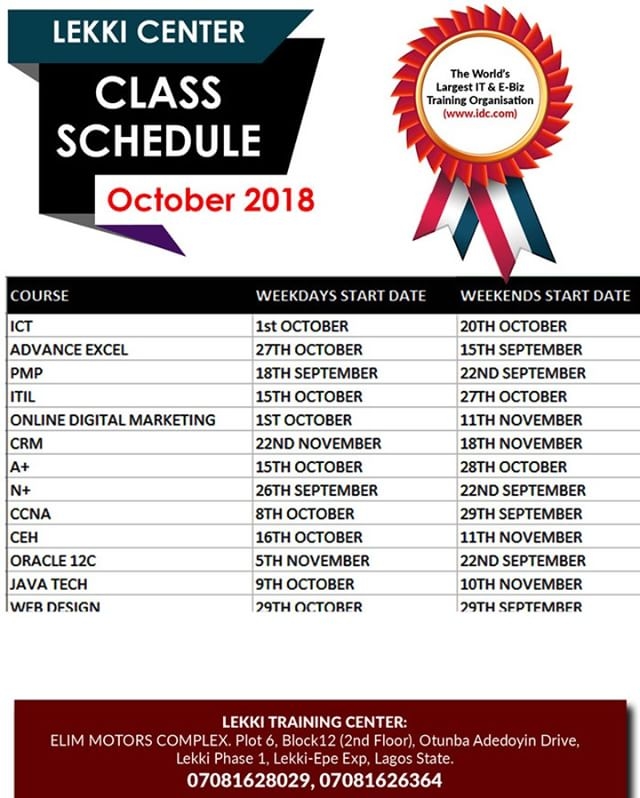 LEKKI CENTER
CLASS
SCHEDULE
October 2018
The World's
Largest IT & E-Biz
Training Organisation
(www.idc.com)
COURSE WEEKDAYS START DATE WEEKENDS START DATE
ICT 1st OCTOBER 20TH OCTOBER
ADVANCE EXCEL 27TH OCTOBER 15TH SEPTEMBER
PMP 18TH SEPTEMBER 22ND SEPTEMBER
ITIL 15TH OCTOBER 27TH OCTOBER
ONLINE DIGITAL MARKETING 1ST OCTOBER 11TH NOVEMBER
CRM 22ND NOVEMBER 18TH NOVEMBER
A+ 15TH OCTOBER 28TH OCTOBER
N+ 26TH SEPTEMBER 22ND SEPTEMBER
CCNA 8TH OCTOBER 29TH SEPTEMBER
CEH 16TH OCTOBER 11TH NOVEMBER
ORACLE 12C 5TH NOVEMBER 22ND SEPTEMBER
JAVA TECH 9TH OCTOBER 10TH NOVEMBER
WEB DESIGN 29TH OCTOBER 29TH SEPTEMBER
LEKKI TRAINING CENTER:
ELIM MOTORS COMPLEX. Plot 6, Block12 (2nd Floor), Otunba Adedoyin Drive,
Lekki Phase 1, Lekki-Epe Exp, Lagos State.
07081628029, 07081626364